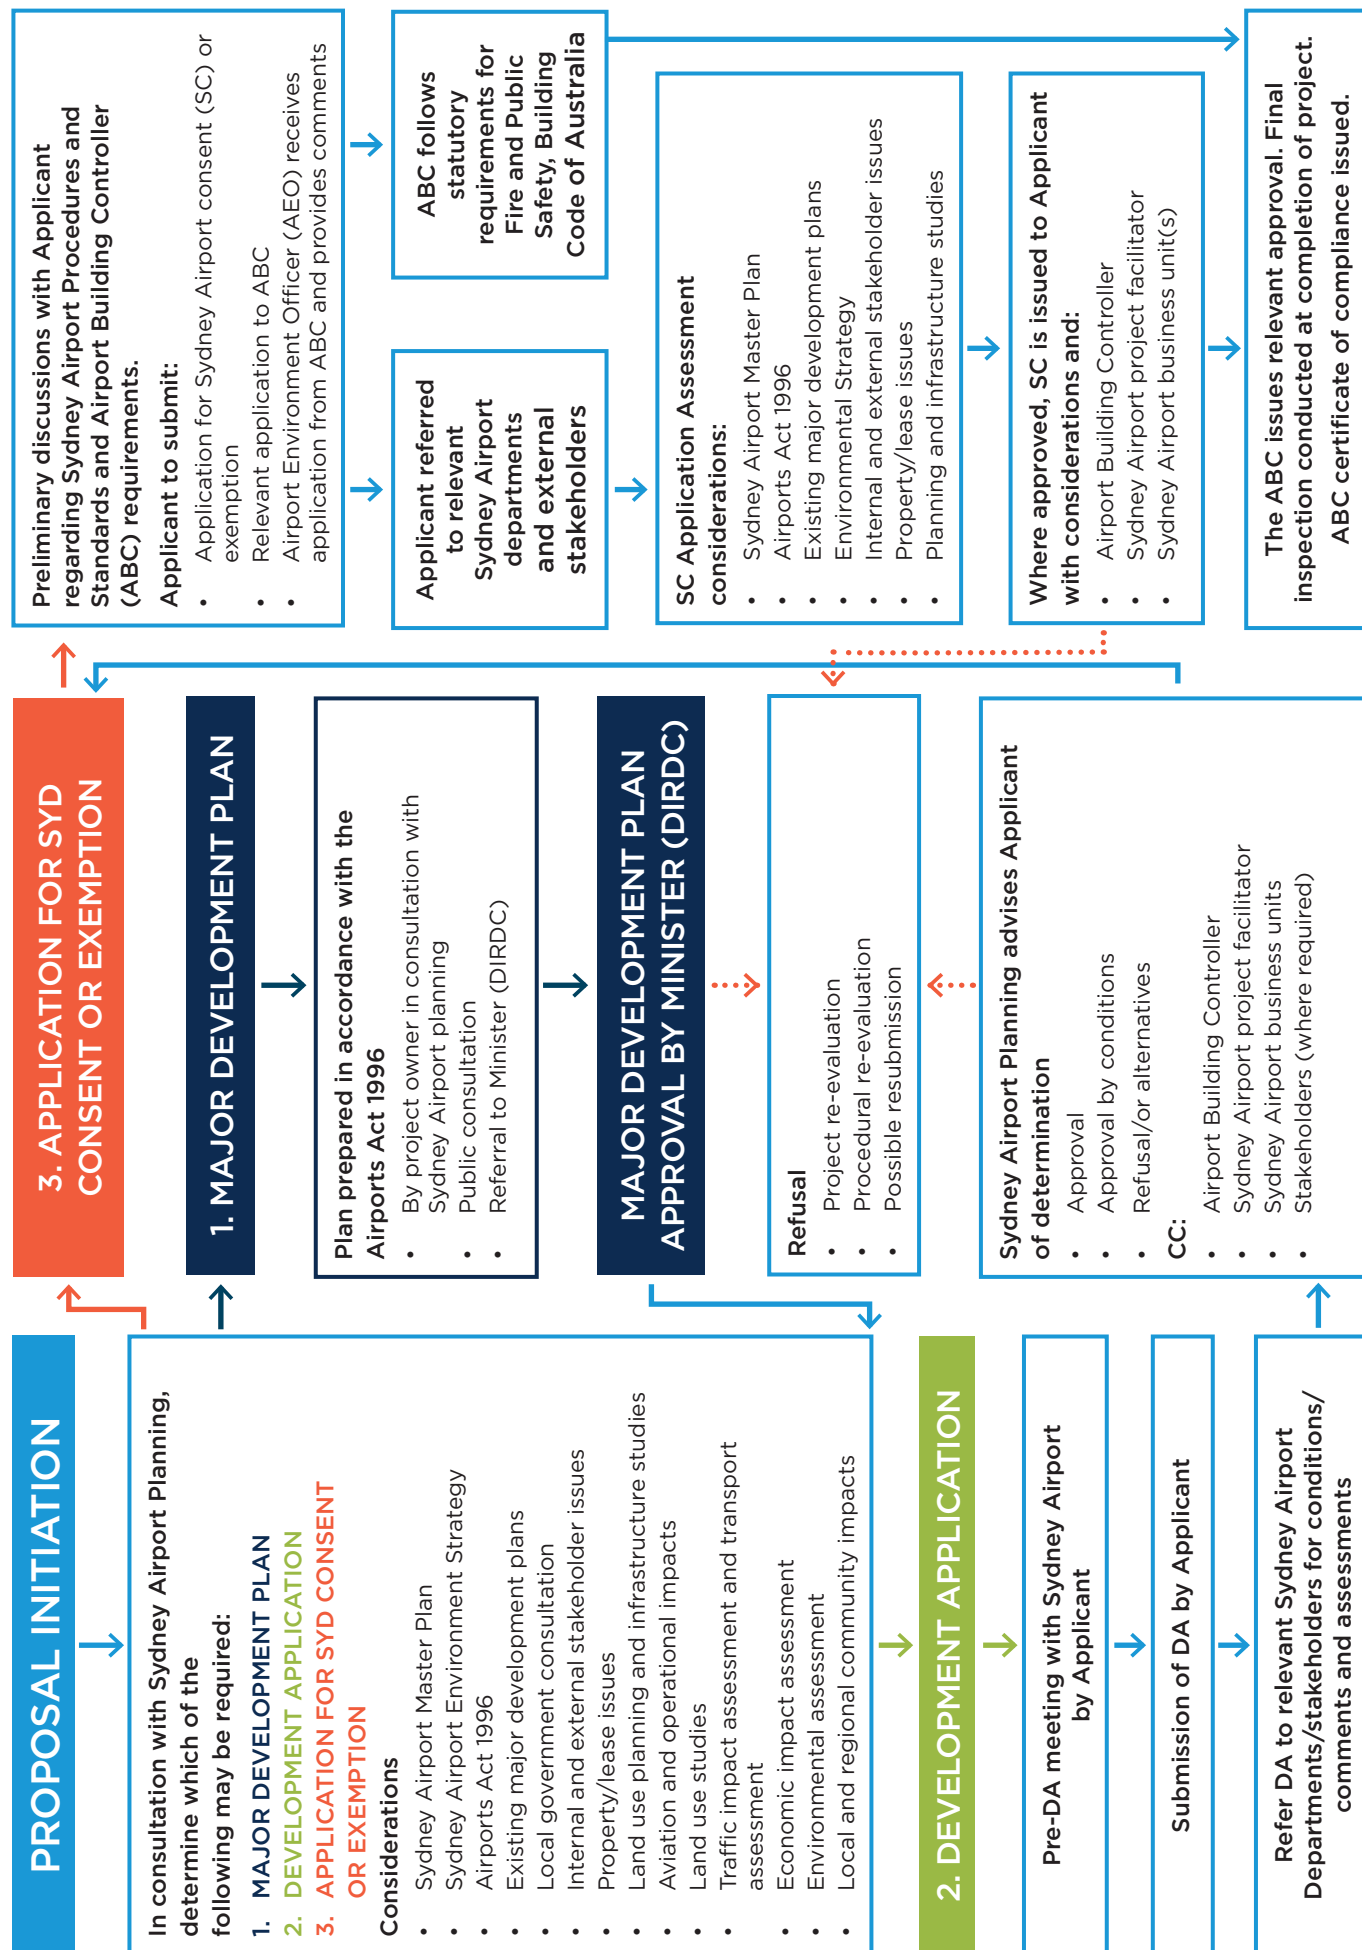 PROPOSAL INITIATION
In consultation with Sydney Airport Planning,
determine which of the
following may be required:
1. MAJOR DEVELOPMENT PLAN
2. DEVELOPMENT APPLICATION
3. APPLICATION FOR SYD CONSENT
OR EXEMPTION
Considerations
• Sydney Airport Master Plan
• Sydney Airport Environment Strategy
• Airports Act 1996
• Existing major development plans
• Local government consultation
• Internal and external stakeholder issues
• Property/lease issues
• Land use planning and infrastructure studies
• Aviation and operational impacts
• Land use studies
• Traffic impact assessment and transport
assessment
• Economic impact assessment
• Environmental assessment
• Local and regional community impacts
2. DEVELOPMENT APPLICATION
Pre-DA meeting with Sydney Airport
by Applicant
Submission of DA by Applicant
Refer DA to relevant Sydney Airport
Departments/stakeholders for conditions/
comments and assessments
3. APPLICATION FOR SYD
CONSENT OR EXEMPTION
1. MAJOR DEVELOPMENT PLAN
Plan prepared in accordance with the
Airports Act 1996
• By project owner in consultation with
Sydney Airport planning
• Public consultation
• Referral to Minister (DIRDC)
MAJOR DEVELOPMENT PLAN
APPROVAL BY MINISTER (DIRDC)
Refusal
• Project re-evaluation
• Procedural re-evaluation
• Possible resubmission
Sydney Airport Planning advises Applicant
of determination
• Approval
• Approval by conditions
• Refusal/or alternatives
CC:
• Airport Building Controller
• Sydney Airport project facilitator
• Sydney Airport business units
• Stakeholders (where required)
Preliminary discussions with Applicant
regarding Sydney Airport Procedures and
Standards and Airport Building Controller
(ABC) requirements.
Applicant to submit:
• Application for Sydney Airport consent (SC) or
exemption
• Relevant application to ABC
• Airport Environment Officer (AEO) receives
application from ABC and provides comments
Applicant referred
to relevant
Sydney Airport
departments
and external
stakeholders
ABC follows
statutory
requirements for
Fire and Public
Safety, Building
Code of Australia
SC Application Assessment
considerations:
• Sydney Airport Master Plan
• Airports Act 1996
• Existing major development plans
• Environmental Strategy
• Internal and external stakeholder issues
• Property/lease issues
• Planning and infrastructure studies
Where approved, SC is issued to Applicant
with considerations and:
• Airport Building Controller
• Sydney Airport project facilitator
• Sydney Airport business unit(s)
The ABC issues relevant approval. Final
inspection conducted at completion of project.
ABC certificate of compliance issued.